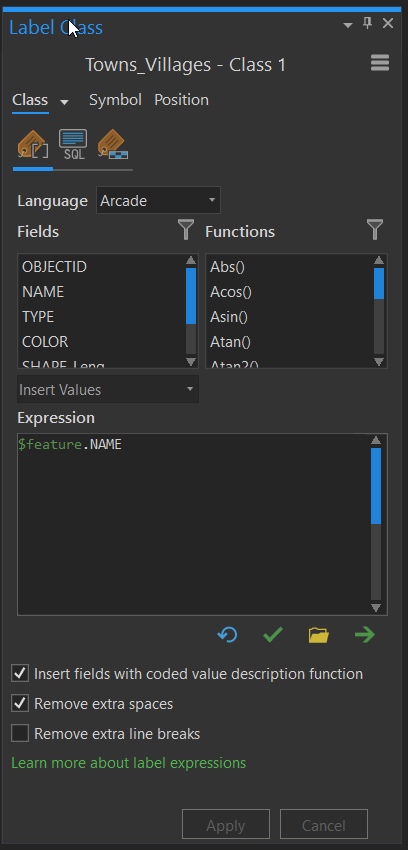 Label Class
Towns_Villages - Class 1
Class Symbol Position
SQL
Language Arcade
Fields Functions
OBJECTID Abs()
NAME Acos()
TYPE Asin()
COLOR Atan()
SHAPE_Leng Atan2()
Insert Values
Expression
$feature.NAME
Insert fields with coded value description function
Remove extra spaces
Remove extra line breaks
Learn more about label expressions
Apply Cancel